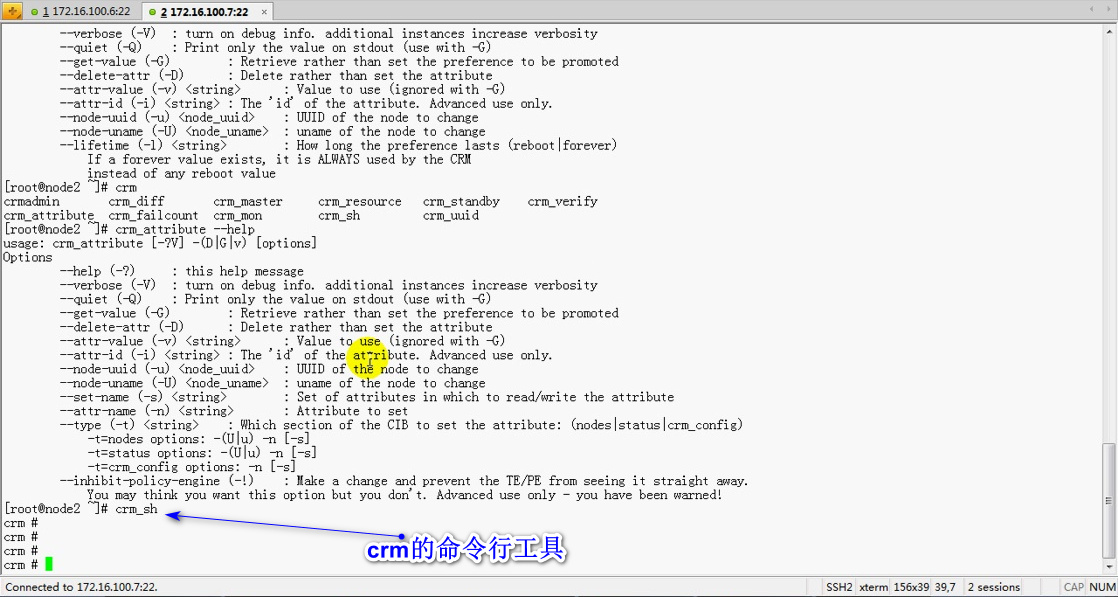 1 172.16.100.6:22 2 172.16.100.7:22 ×
--verbose (-V) : turn on debug info. additional instances increase verbosity
--quiet (-Q) : Print only the value on stdout (use with -G)
--get-value (-G) : Retrieve rather than set the preference to be promoted
--delete-attr (-D) : Delete rather than set the attribute
--attr-value (-v) <string> : Value to use (ignored with -G)
--attr-id (-i) <string> : The 'id' of the attribute. Advanced use only.
--node-uuid (-u) <node_uuid> : UUID of the node to change
--node-uname (-U) <node_uname> : uname of the node to change
--lifetime (-l) <string> : How long the preference lasts (reboot|forever)
If a forever value exists, it is ALWAYS used by the CRM
instead of any reboot value
[root@node2 ~]# crm
crmadmin crm_diff crm_master crm_resource crm_standby crm_verify
crm_attribute crm_failcount crm_mon crm_sh crm_uuid
[root@node2 ~]# crm_attribute --help
usage: crm_attribute [-?V] -(D|G|v) [options]
Options
--help (-?) : this help message
--verbose (-V) : turn on debug info. additional instances increase verbosity
--quiet (-Q) : Print only the value on stdout (use with -G)
--get-value (-G) : Retrieve rather than set the preference to be promoted
--delete-attr (-D) : Delete rather than set the attribute
--attr-value (-v) <string> : Value to use (ignored with -G)
--attr-id (-i) <string> : The 'id' of the attribute. Advanced use only.
--node-uuid (-u) <node_uuid> : UUID of the node to change
--node-uname (-U) <node_uname> : uname of the node to change
--set-name (-s) <string> : Set of attributes in which to read/write the attribute
--attr-name (-n) <string> : Attribute to set
--type (-t) <string> : Which section of the CIB to set the attribute: (nodes|status|crm_config)
-t=nodes options: -(U|u) -n [-s]
-t=status options: -(U|u) -n [-s]
-t=crm_config options: -n [-s]
--inhibit-policy-engine (-!) : Make a change and prevent the TE/PE from seeing it straight away.
You may think you want this option but you don't. Advanced use only - you have been warned!
[root@node2 ~]# crm_sh
crm #
crm #
crm #
crm #
crm的命令行工具
Connected to 172.16.100.7:22. SSH2 xterm 156x39 39,7 2 sessions CAP NUM